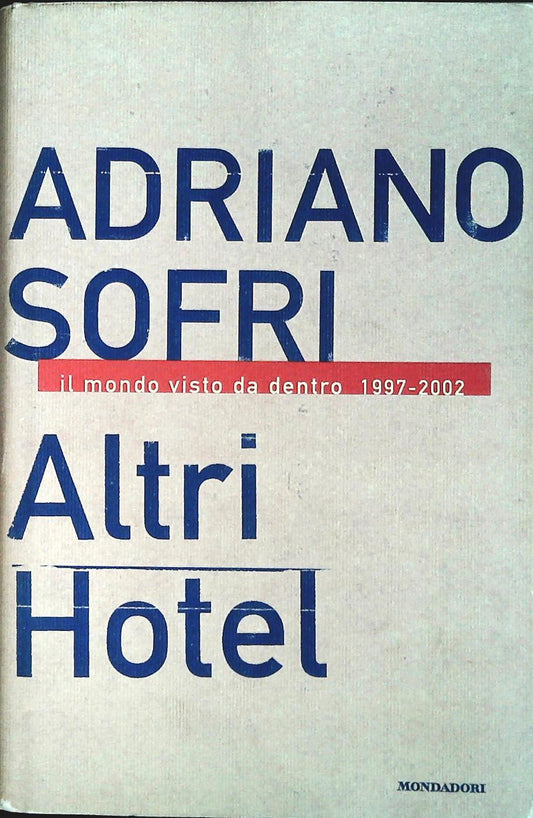 ADRIANO
SOFRI
il mondo visto da dentro 1997-2002
Altri
Hotel
MONDADORI